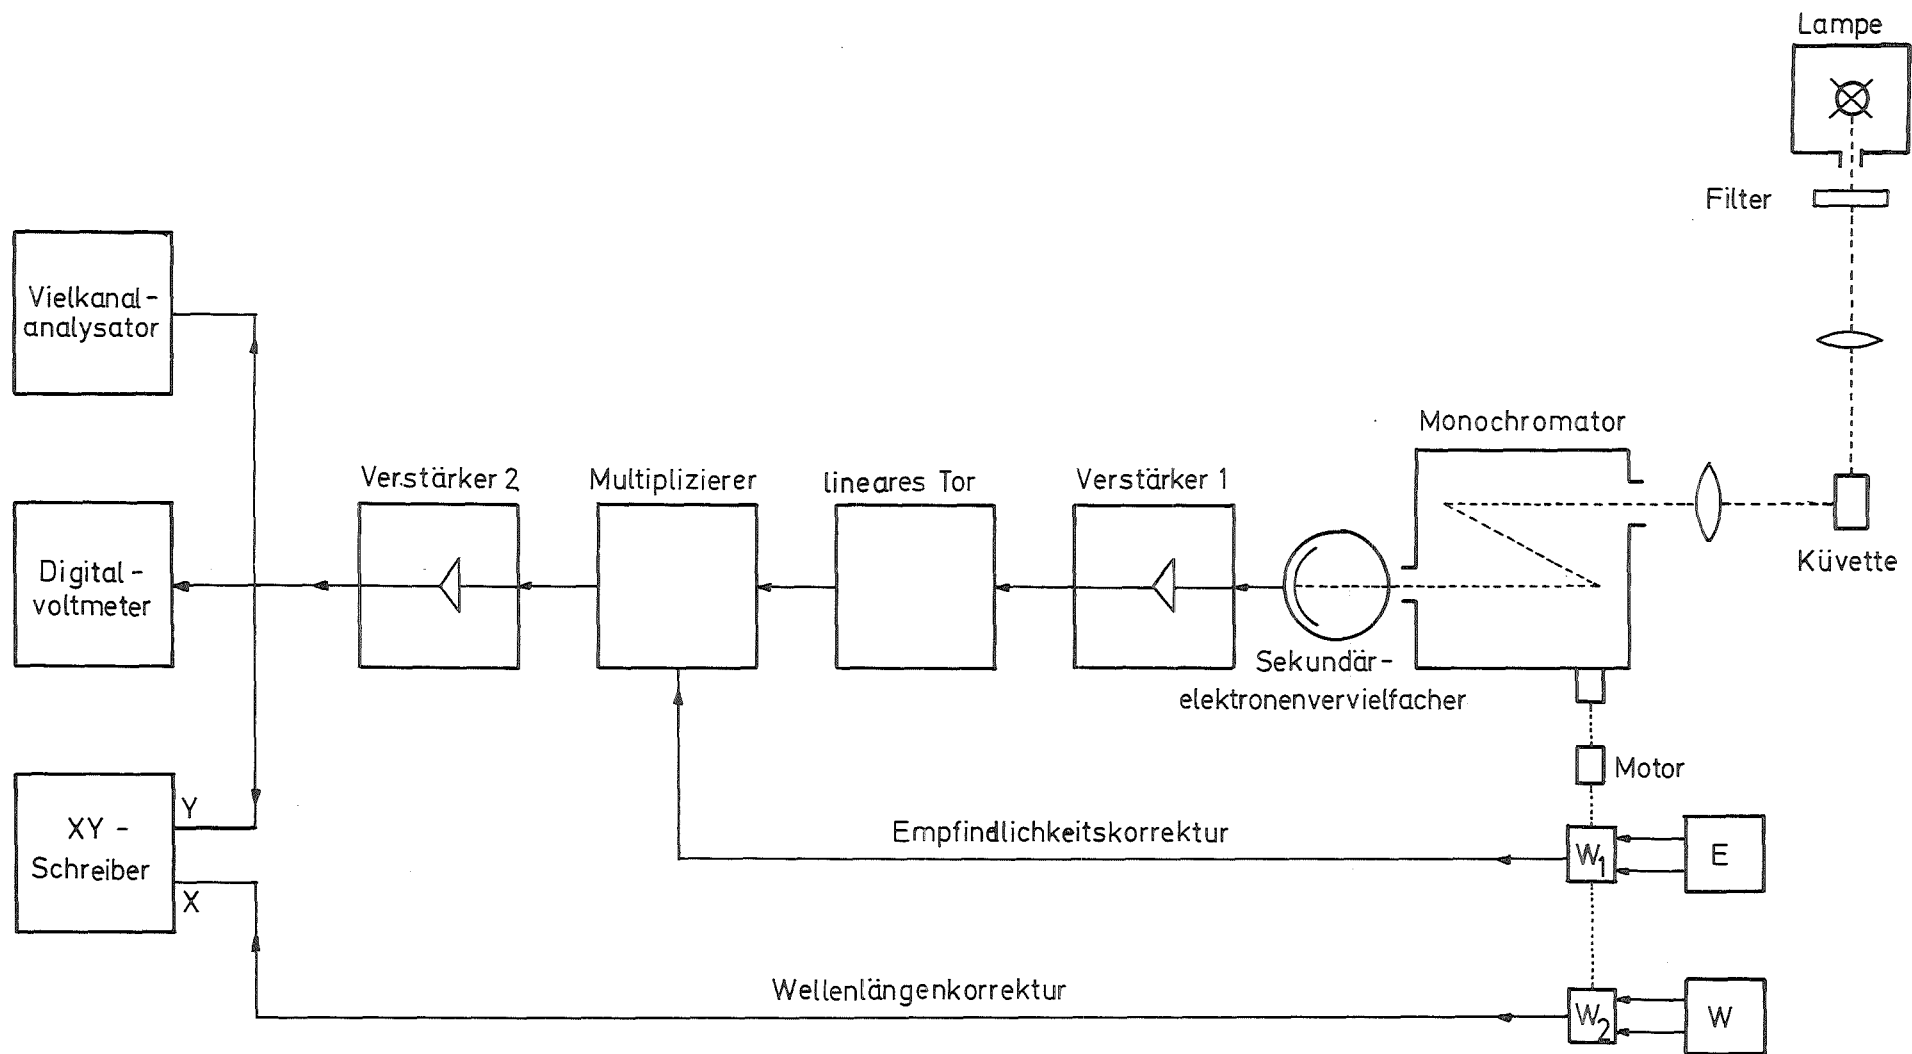 Lampe
Filter
Vielkanal-
analysator
Monochromator
Verstärker 2
Multiplizierer
lineares Tor
Verstärker 1
Küvette
Digital-
voltmeter
Sekundär-
elektronenvervielfacher
Motor
Y
XY -
Schreiber
X
Empfindlichkeitskorrektur
W1
E
Wellenlängenkorrektur
W2
W